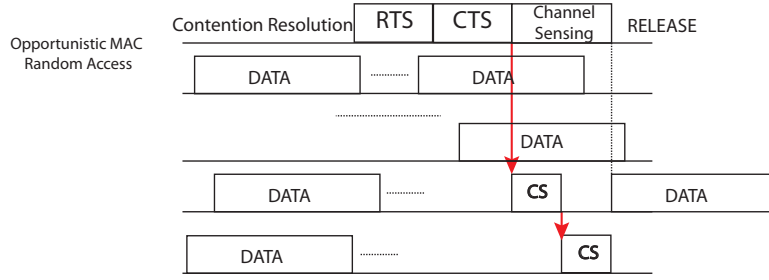 Contention Resolution RTS CTS Channel Sensing RELEASE
Opportunistic MAC
Random Access
DATA DATA
DATA
DATA CS DATA
DATA CS